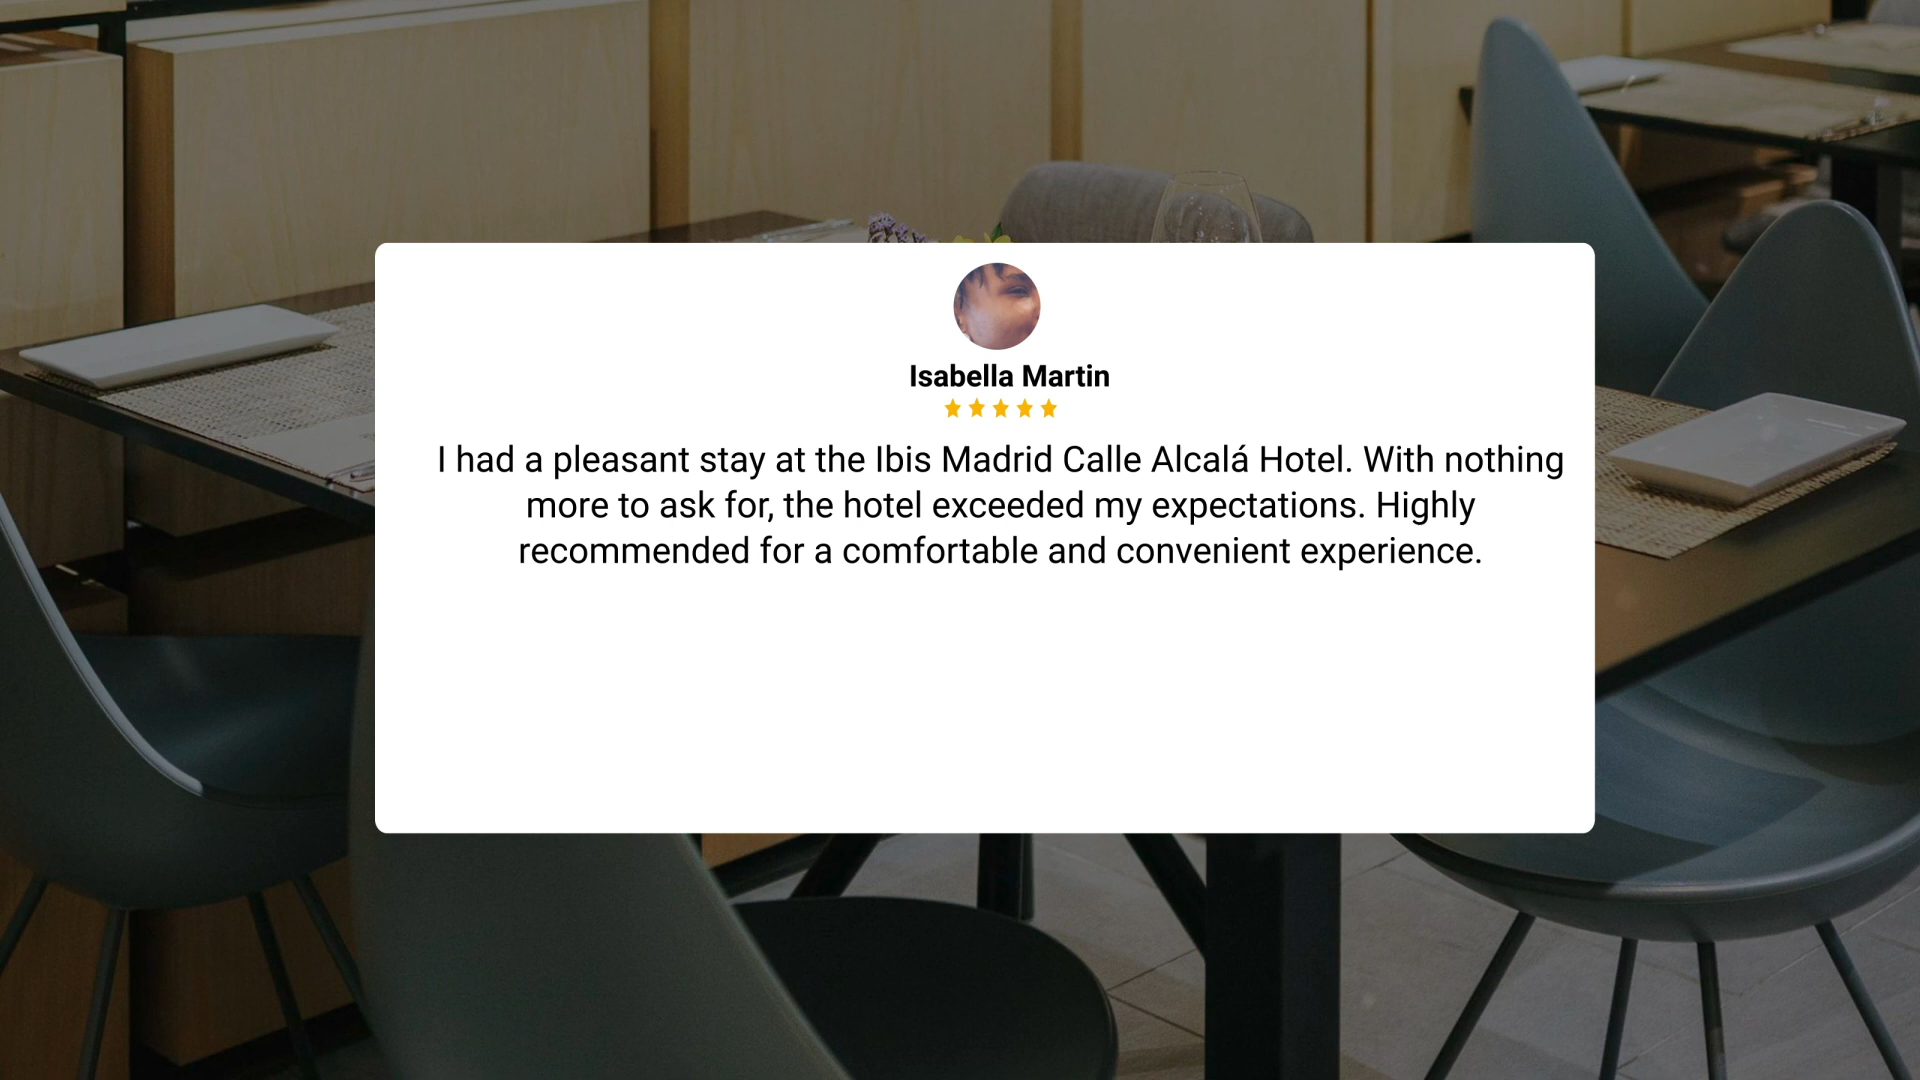 Isabella Martin
I had a pleasant stay at the Ibis Madrid Calle Alcalá Hotel. With nothing
more to ask for, the hotel exceeded my expectations. Highly
recommended for a comfortable and convenient experience.